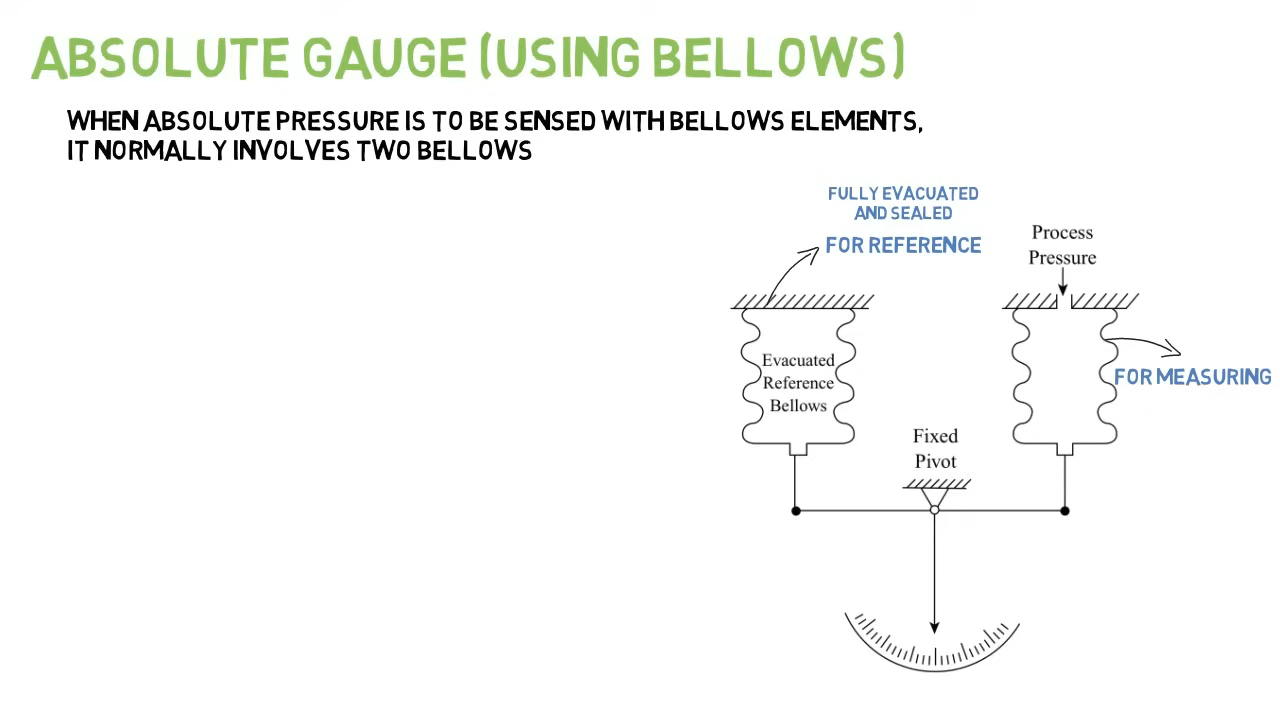 ABSOLUTE GAUGE (USING BELLOWS)
WHEN ABSOLUTE PRESSURE IS TO BE SENSED WITH BELLOWS ELEMENTS,
IT NORMALLY INVOLVES TWO BELLOWS
FULLY EVACUATED
AND SEALED
FOR REFERENCE
Process
Pressure
Evacuated
Reference
Bellows
FOR MEASURING
Fixed
Pivot